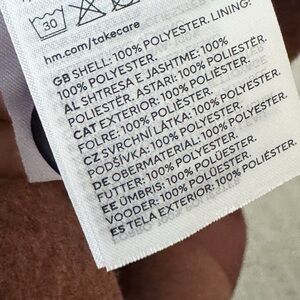 30
hm.com/takecare
GB SHELL: 100% POLYESTER. LINING:
100% POLYESTER.
AL SHTRESA E JASHTME: 100%
POLIESTËR. ASTARI: 100% POLIESTËR.
CAT EXTERIOR: 100% POLIÈSTER.
FOLRE: 100% POLIÈSTER.
CZ SVRCHNÍ LÁTKA: 100% POLYESTER.
PODŠÍVKA: 100% POLYESTER.
DE OBERMATERIAL: 100% POLYESTER.
FUTTER: 100% POLYESTER.
EE ÜMBRIS: 100% POLÜESTER.
VOODER: 100% POLÜESTER.
ES TELA EXTERIOR: 100% POLIÉSTER.